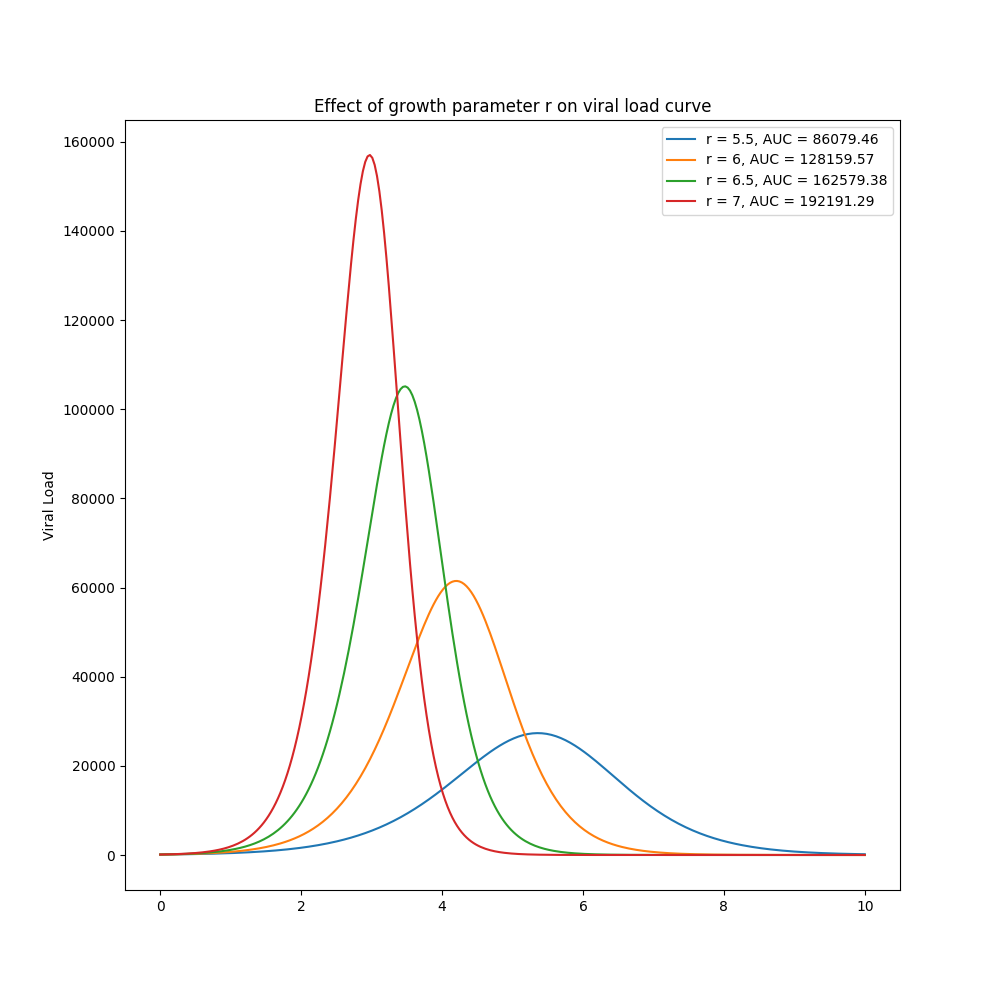 Effect of growth parameter r on viral load curve
r = 5.5, AUC = 86079.46
r = 6, AUC = 128159.57
r = 6.5, AUC = 162579.38
r = 7, AUC = 192191.29
160000
140000
120000
100000
80000
60000
40000
20000
0
Viral Load
0 2 4 6 8 10